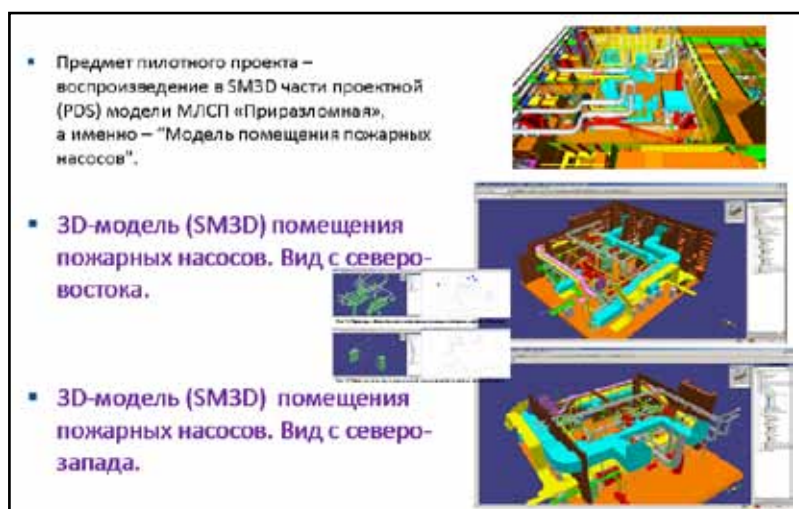 Предмет пилотного проекта –
воспроизведение в SM3D части проектной
(PDS) модели МЛСП «Приразломная»,
а именно – "Модель помещения пожарных
насосов".
3D-модель (SM3D) помещения
пожарных насосов. Вид с северо-
востока.
3D-модель (SM3D) помещения
пожарных насосов. Вид с северо-
запада.